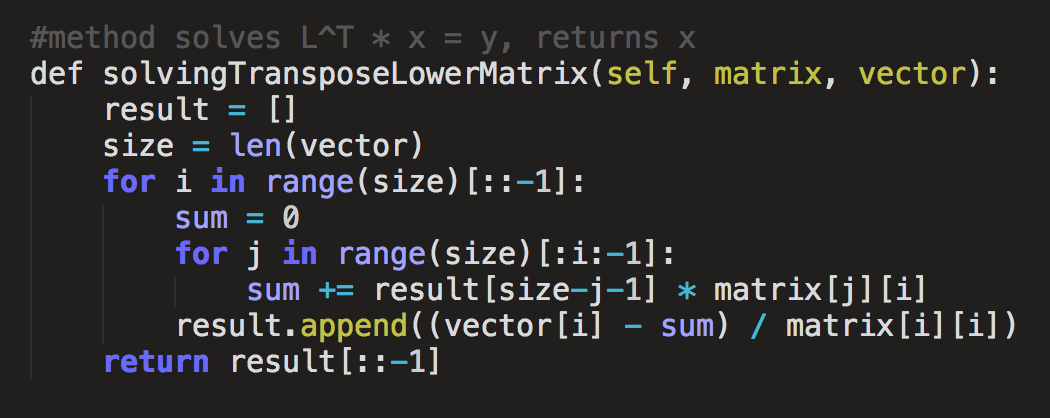 #method solves L^T * x = y, returns x
def solvingTransposeLowerMatrix(self, matrix, vector):
    result = []
    size = len(vector)
    for i in range(size)[::-1]:
        sum = 0
        for j in range(size)[:i:-1]:
            sum += result[size-j-1] * matrix[j][i]
        result.append((vector[i] - sum) / matrix[i][i])
    return result[::-1]